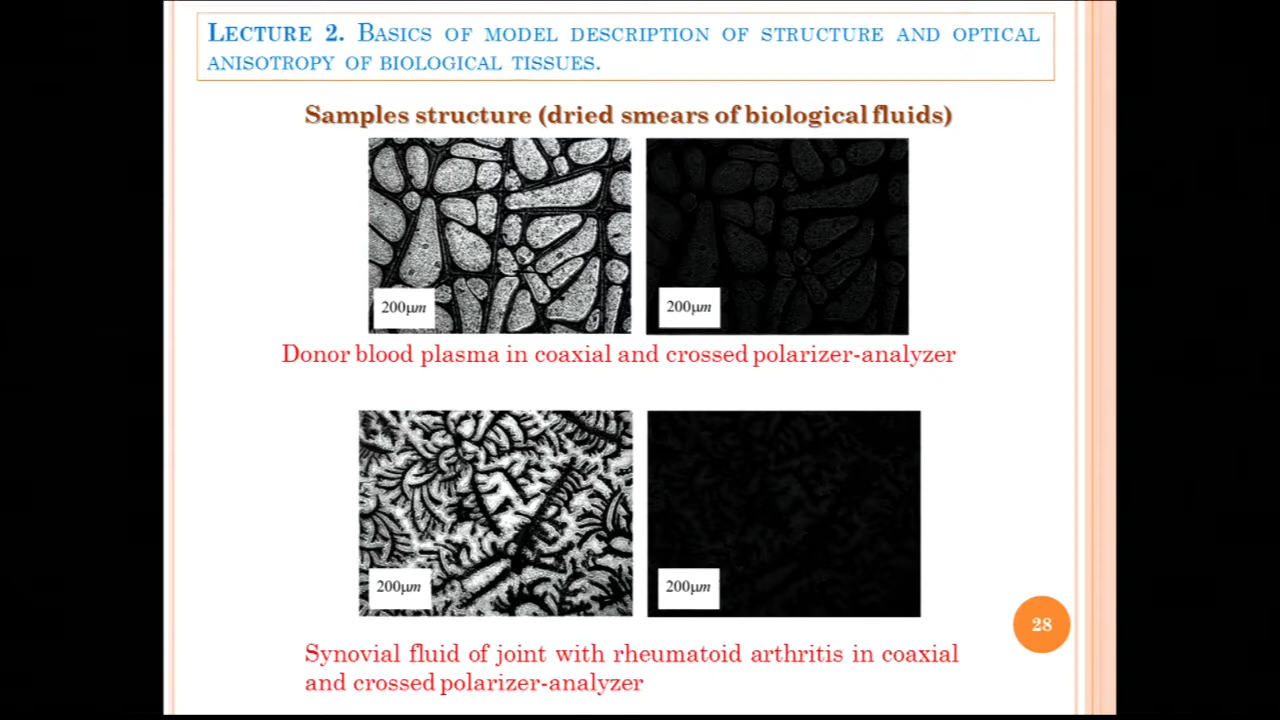 LECTURE 2. BASICS OF MODEL DESCRIPTION OF STRUCTURE AND OPTICAL
ANISOTROPY OF BIOLOGICAL TISSUES.
Samples structure (dried smears of biological fluids)
200μm
200μm
Donor blood plasma in coaxial and crossed polarizer-analyzer
200μm
200μm
28
Synovial fluid of joint with rheumatoid arthritis in coaxial
and crossed polarizer-analyzer